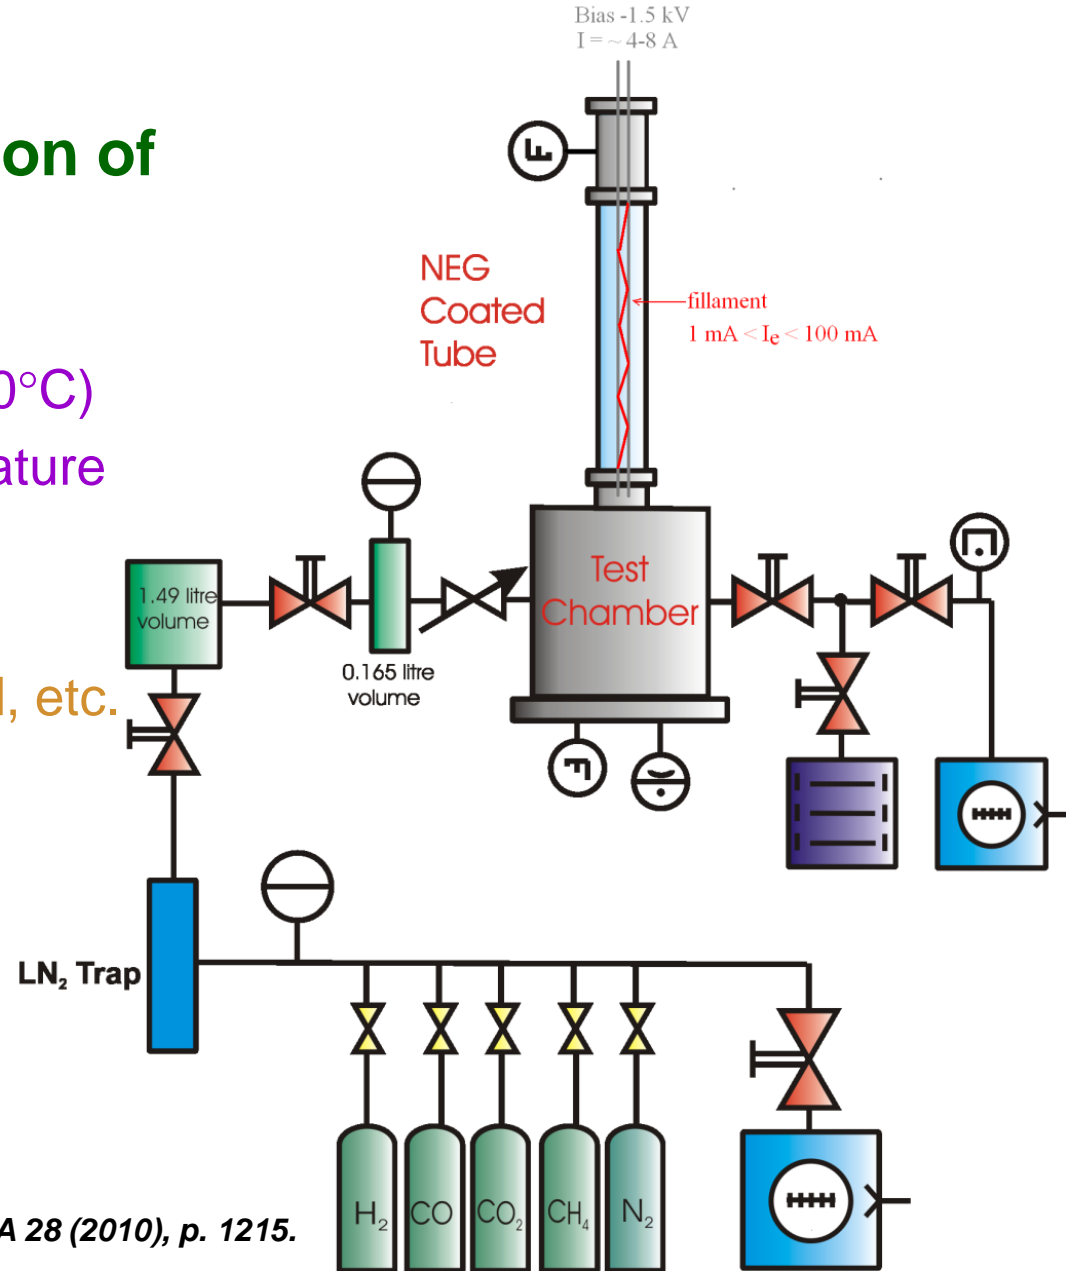 Bias -1.5 kV
I = ~ 4-8 A
on of
NEG
Coated
Tube
fillament
1 mA < Ie < 100 mA
0°C)
ature
Test
Chamber
1.49 litre
volume
0.165 litre
volume
l, etc.
LN₂ Trap
H₂
CO
CO₂
CH₄
N₂
A 28 (2010), p. 1215.